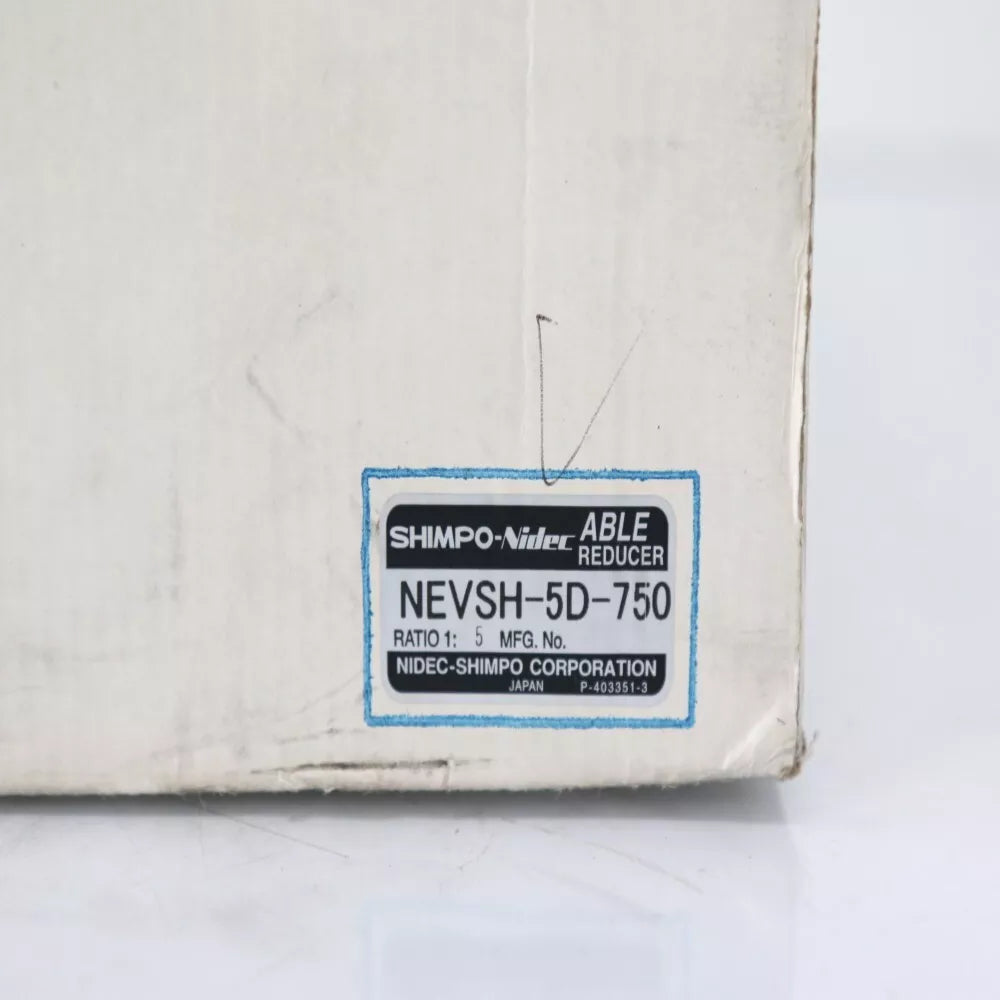 SHIMPO-Nidec ABLE
REDUCER
NEVSH-5D-750
RATIO 1: 5 MFG. No.
NIDEC-SHIMPO CORPORATION
JAPAN P-403351-3